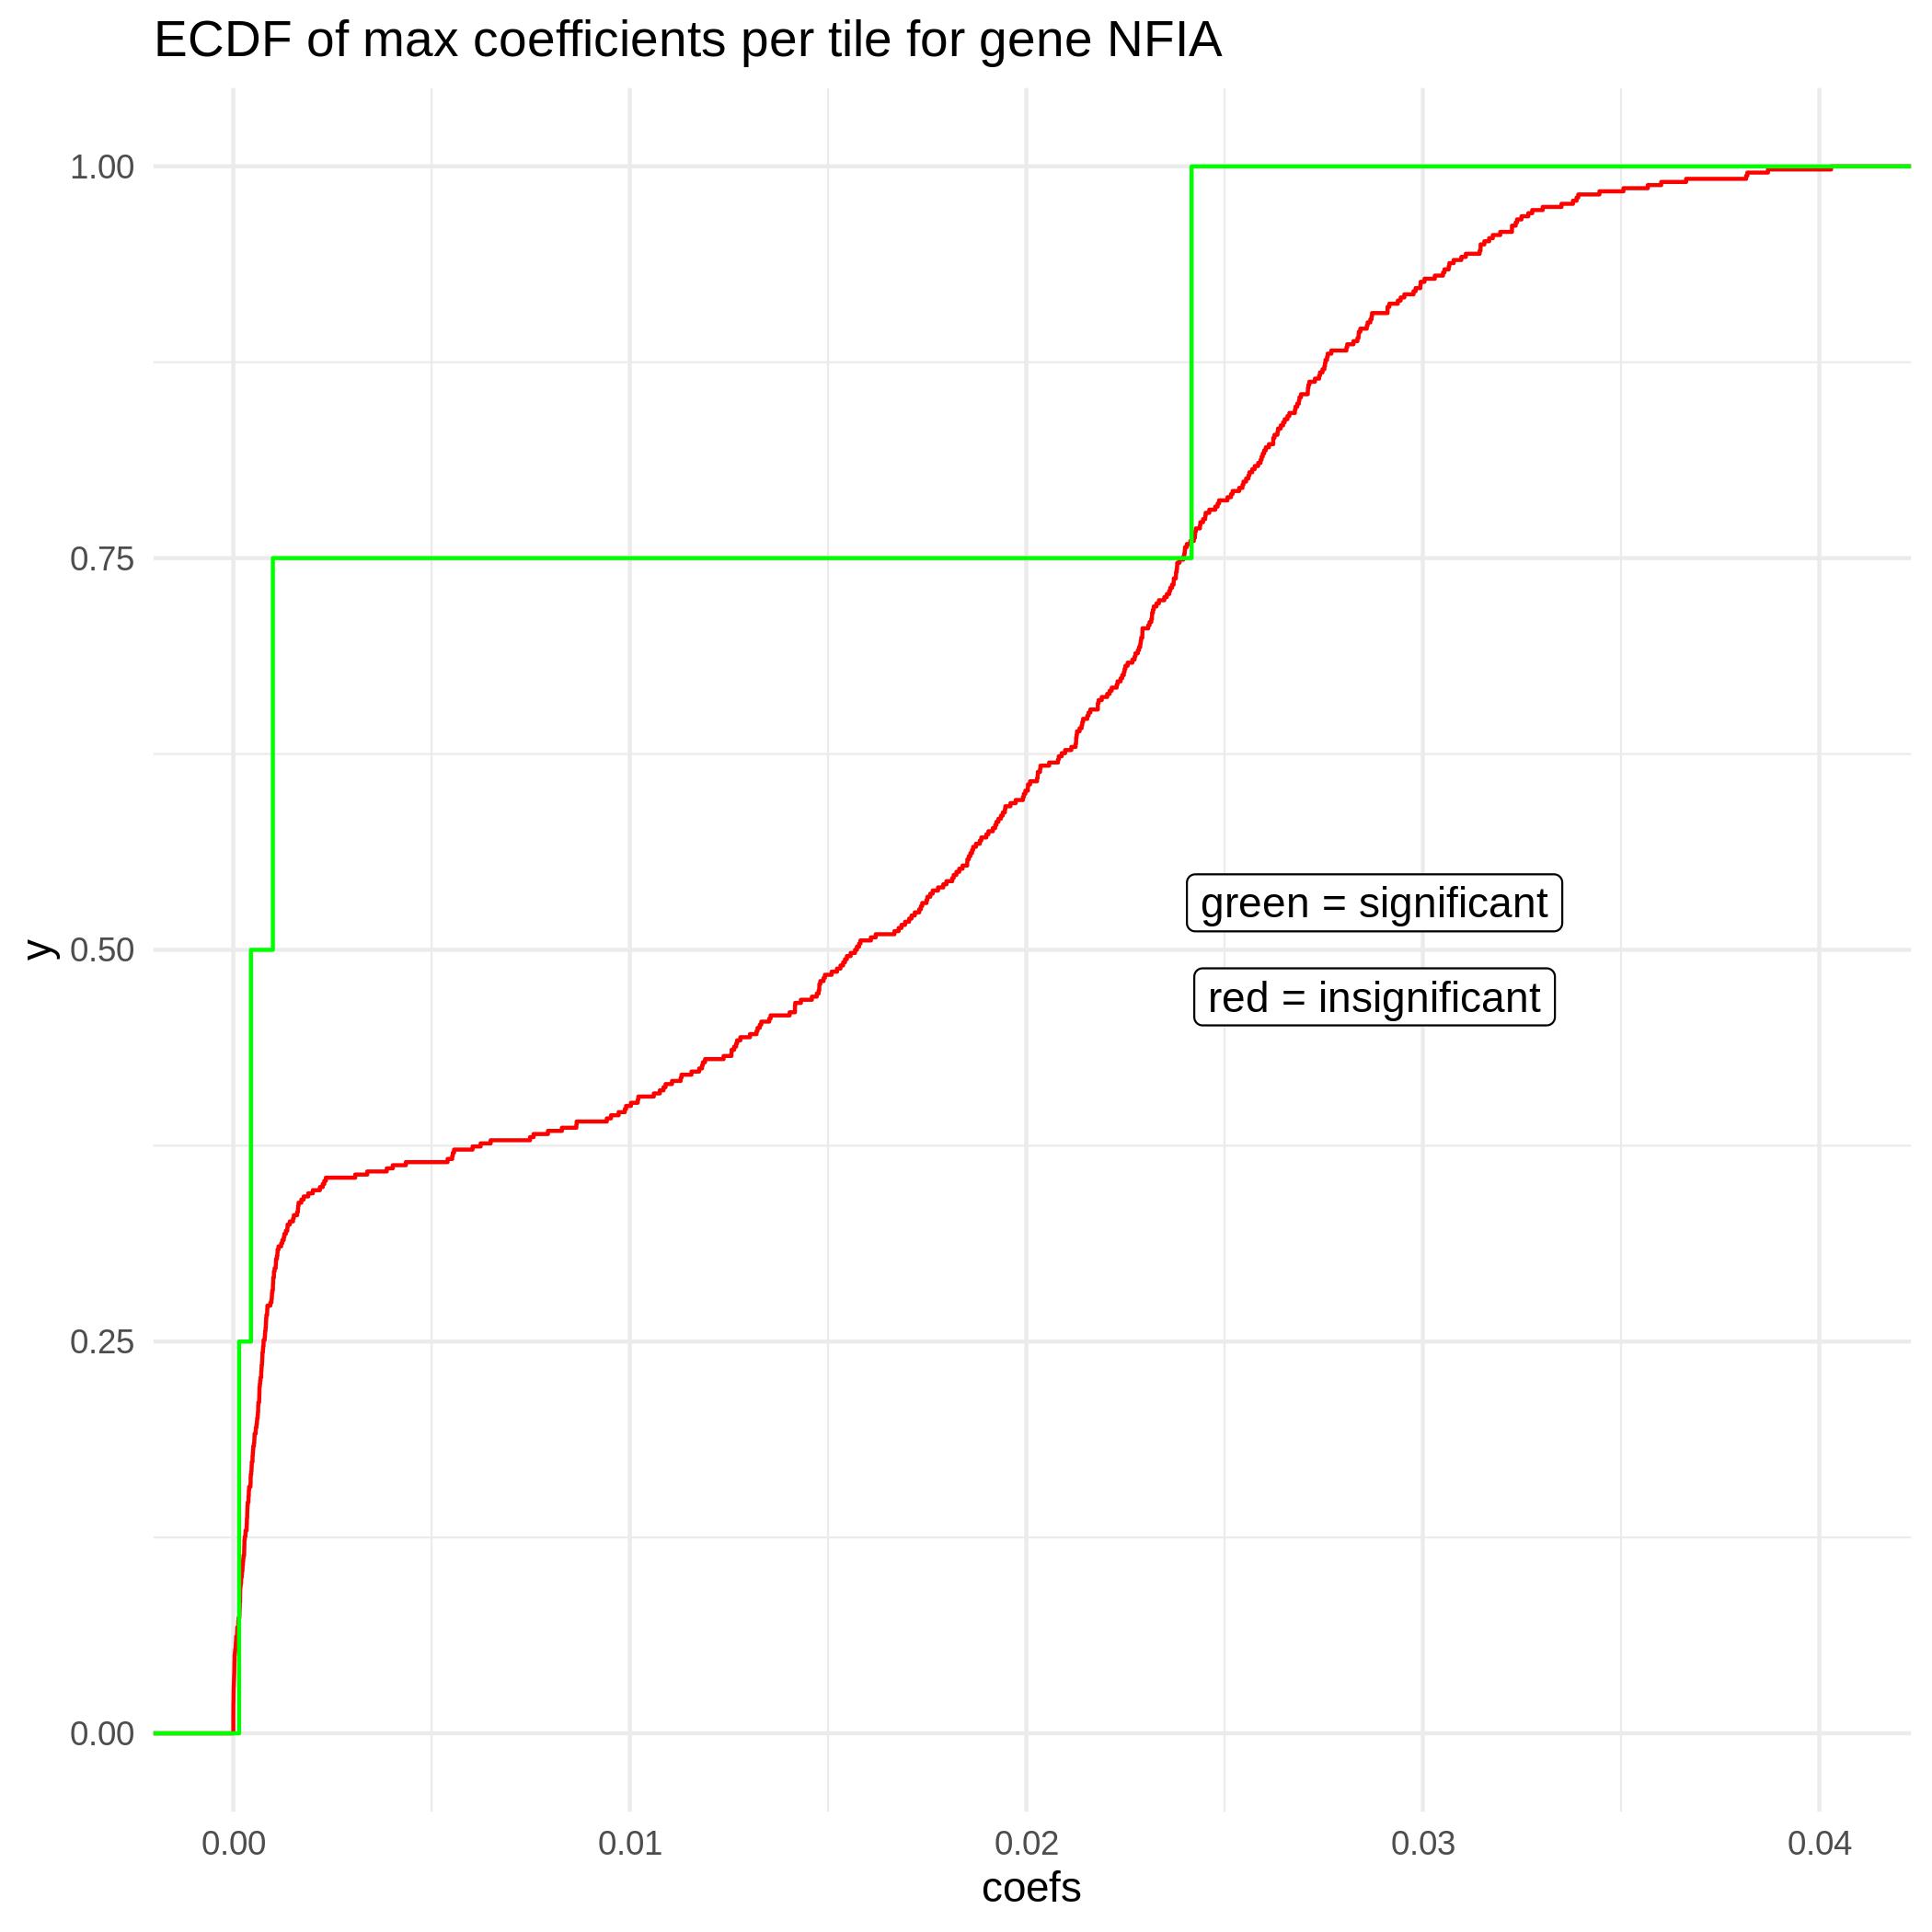 ECDF of max coefficients per tile for gene NFIA
1.00
0.75
0.50
0.25
0.00
y
green = significant
red = insignificant
0.00 0.01 0.02 0.03 0.04
coefs